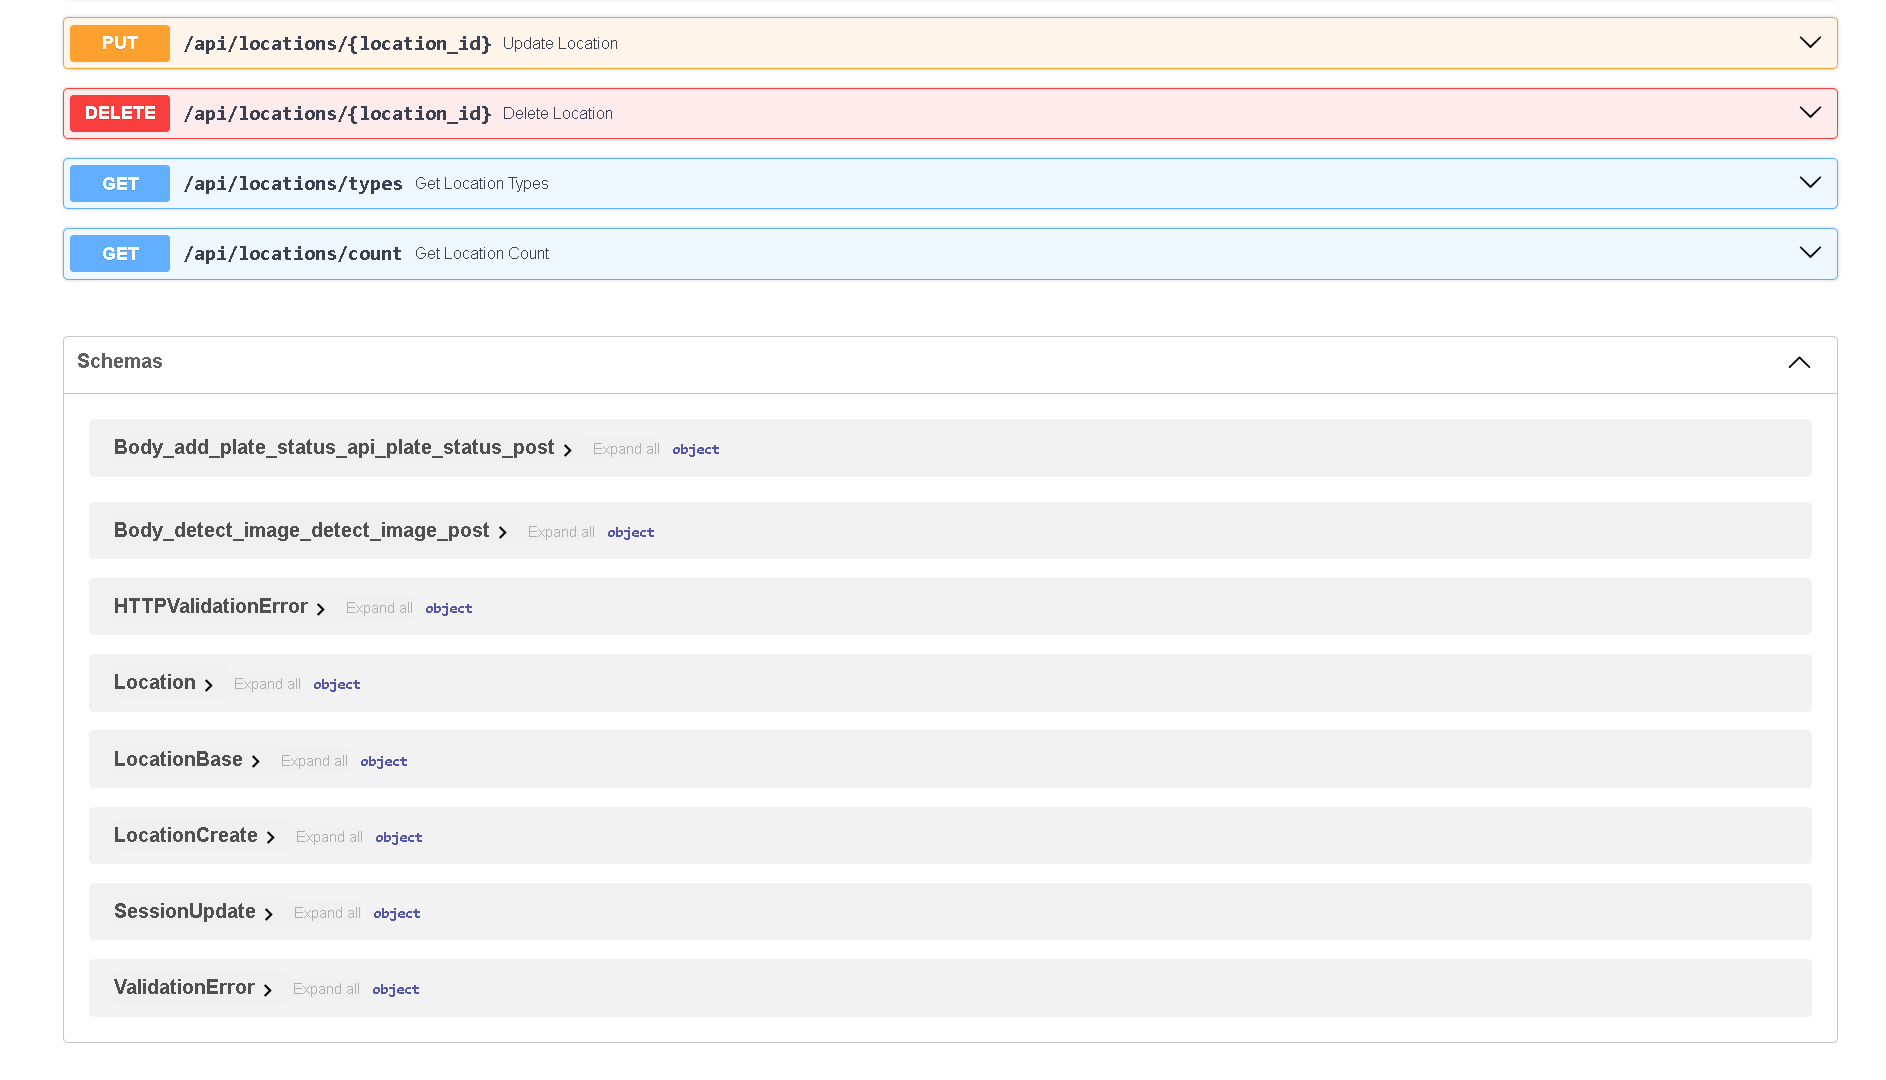 PUT /api/locations/{location_id} Update Location
DELETE /api/locations/{location_id} Delete Location
GET /api/locations/types Get Location Types
GET /api/locations/count Get Location Count
Schemas
Body_add_plate_status_api_plate_status_post Expand all object
Body_detect_image_detect_image_post Expand all object
HTTPValidationError Expand all object
Location Expand all object
LocationBase Expand all object
LocationCreate Expand all object
SessionUpdate Expand all object
ValidationError Expand all object